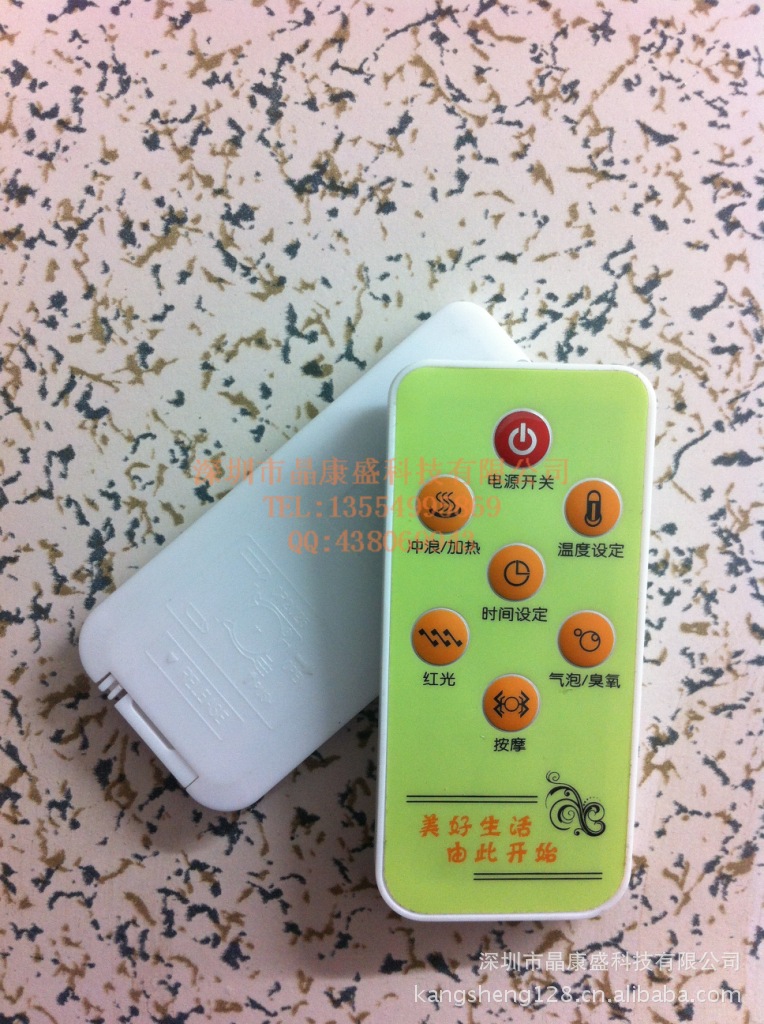 深圳市晶康盛科技有限公司
电源开关
冲浪/加热
温度设定
时间设定
红光
气泡/臭氧
按摩
美好生活
由此开始
RELEASE
深圳市晶康盛科技有限公司
kangsheng128.cn.alibaba.com